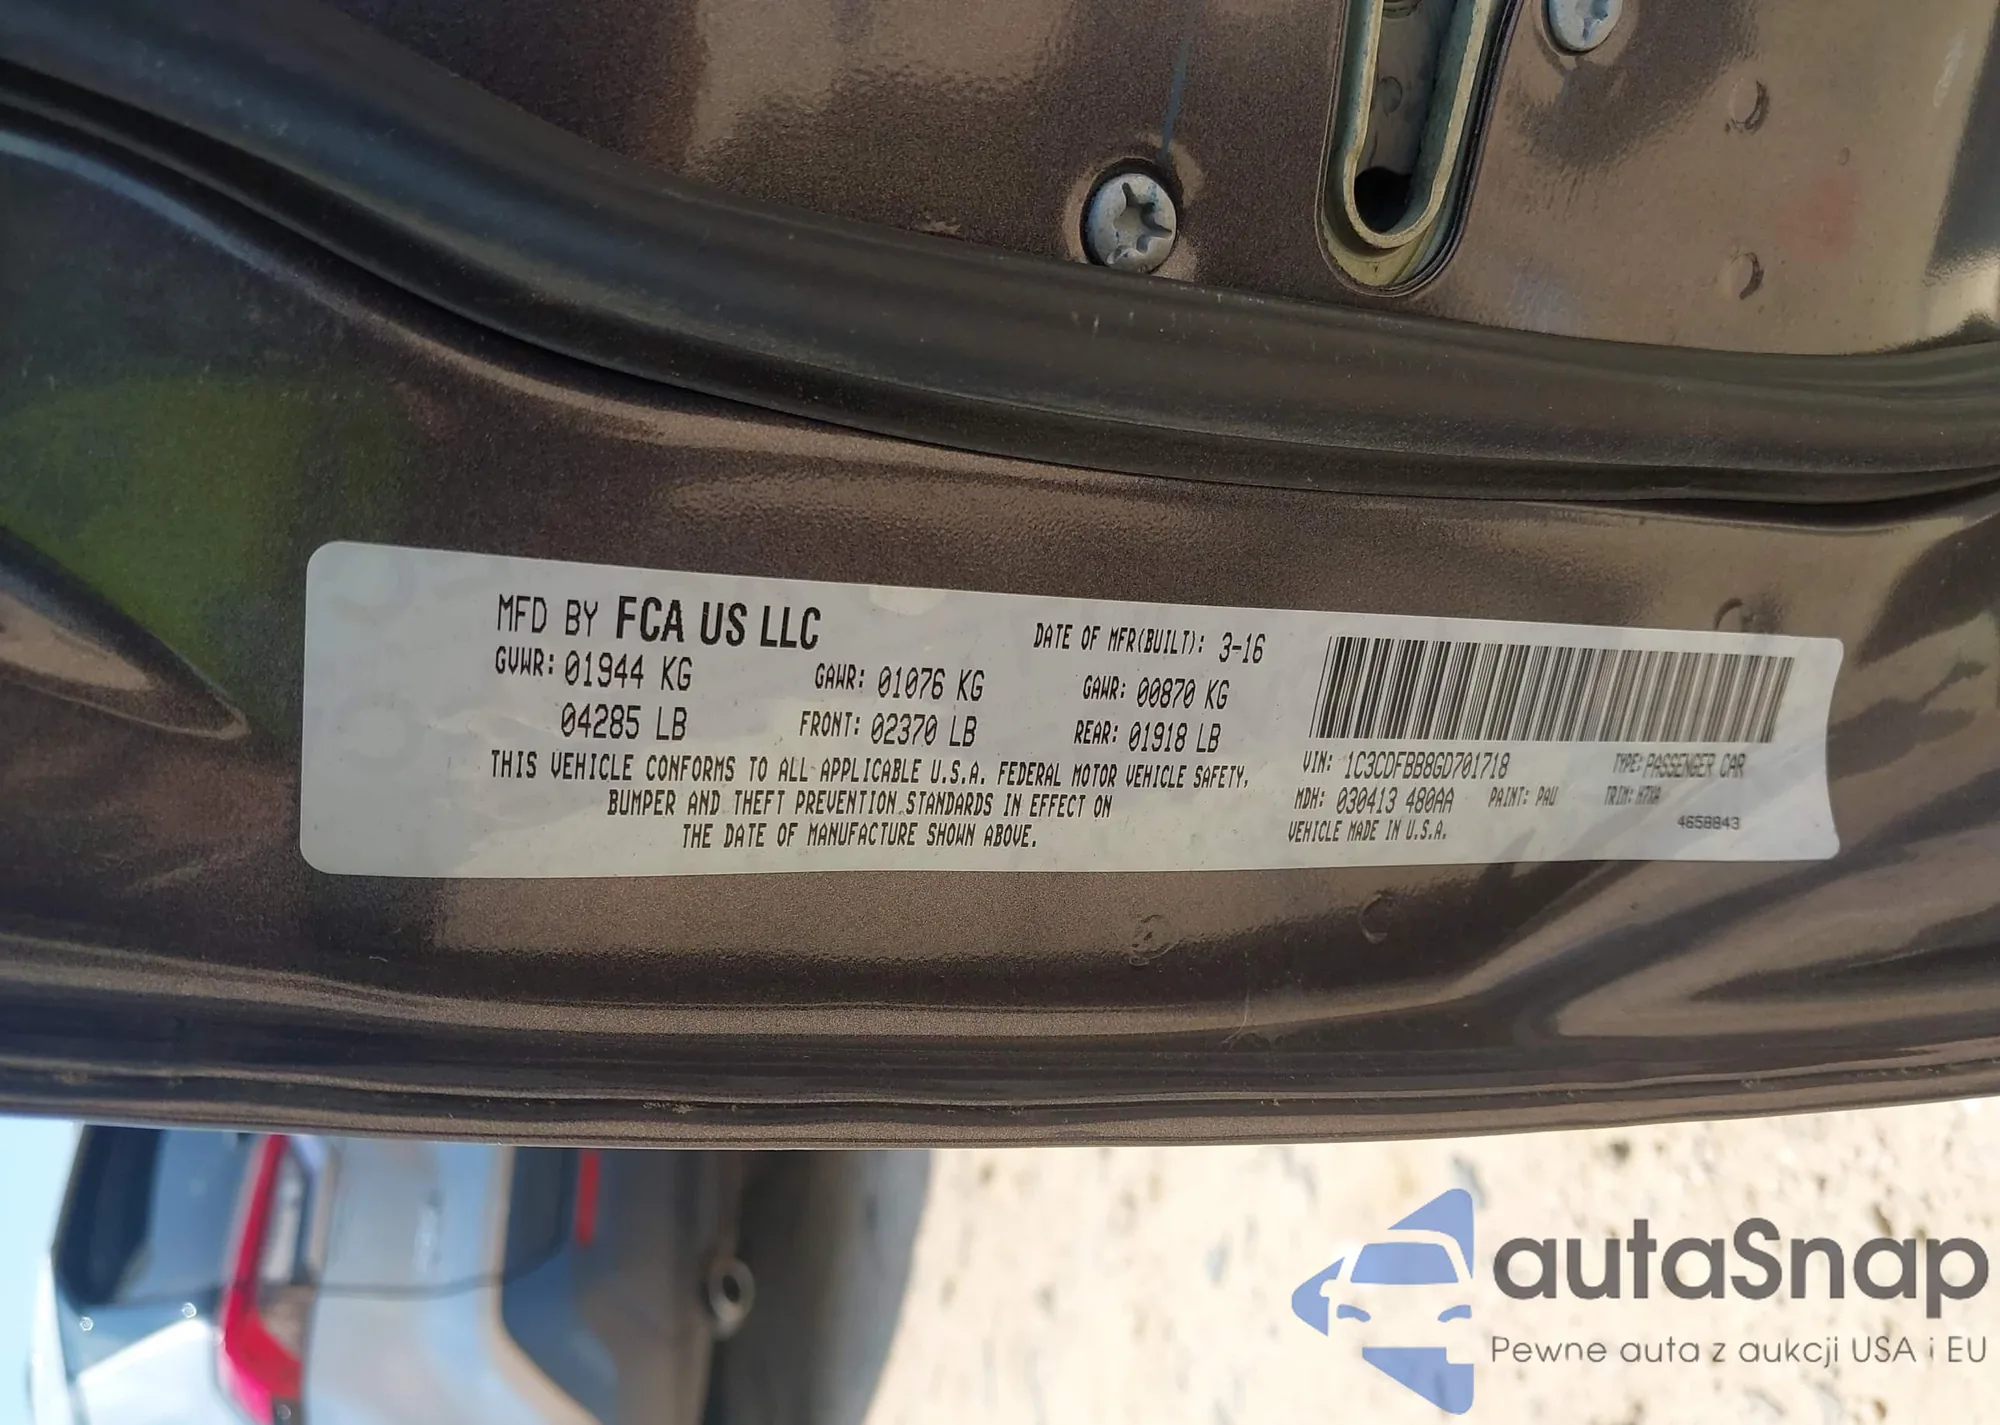 MFD BY FCA US LLC
DATE OF MFR(BUILT): 3-16
GVWR: 01944 KG GAWR: 01076 KG GAWR: 00870 KG
04285 LB FRONT: 02370 LB REAR: 01918 LB
THIS VEHICLE CONFORMS TO ALL APPLICABLE U.S.A. FEDERAL MOTOR VEHICLE SAFETY,
BUMPER AND THEFT PREVENTION STANDARDS IN EFFECT ON
THE DATE OF MANUFACTURE SHOWN ABOVE.
VIN: 1C3CDFBB8GD701718 TYPE: PASSENGER CAR
MDH: 030413 480AA PAINT: PAU TRIM:
VEHICLE MADE IN U.S.A. 4658843
autaSnap
Pewne auta z aukcji USA i EU